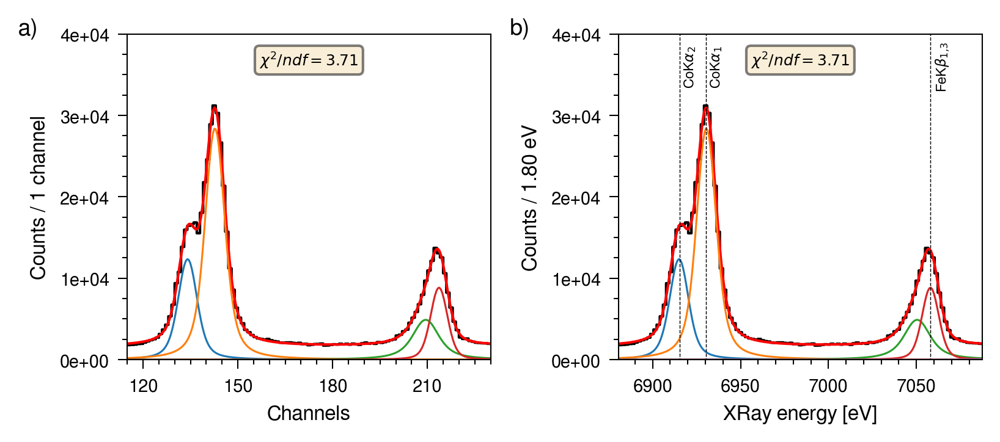 a)
4e+04
3e+04
2e+04
1e+04
0e+00
Counts / 1 channel
χ²/ndf = 3.71
120 150 180 210
Channels
b)
4e+04
3e+04
2e+04
1e+04
0e+00
Counts / 1.80 eV
CoKα₂
CoKα₁
χ²/ndf = 3.71
FeKβ₁,₃
6900 6950 7000 7050
XRay energy [eV]